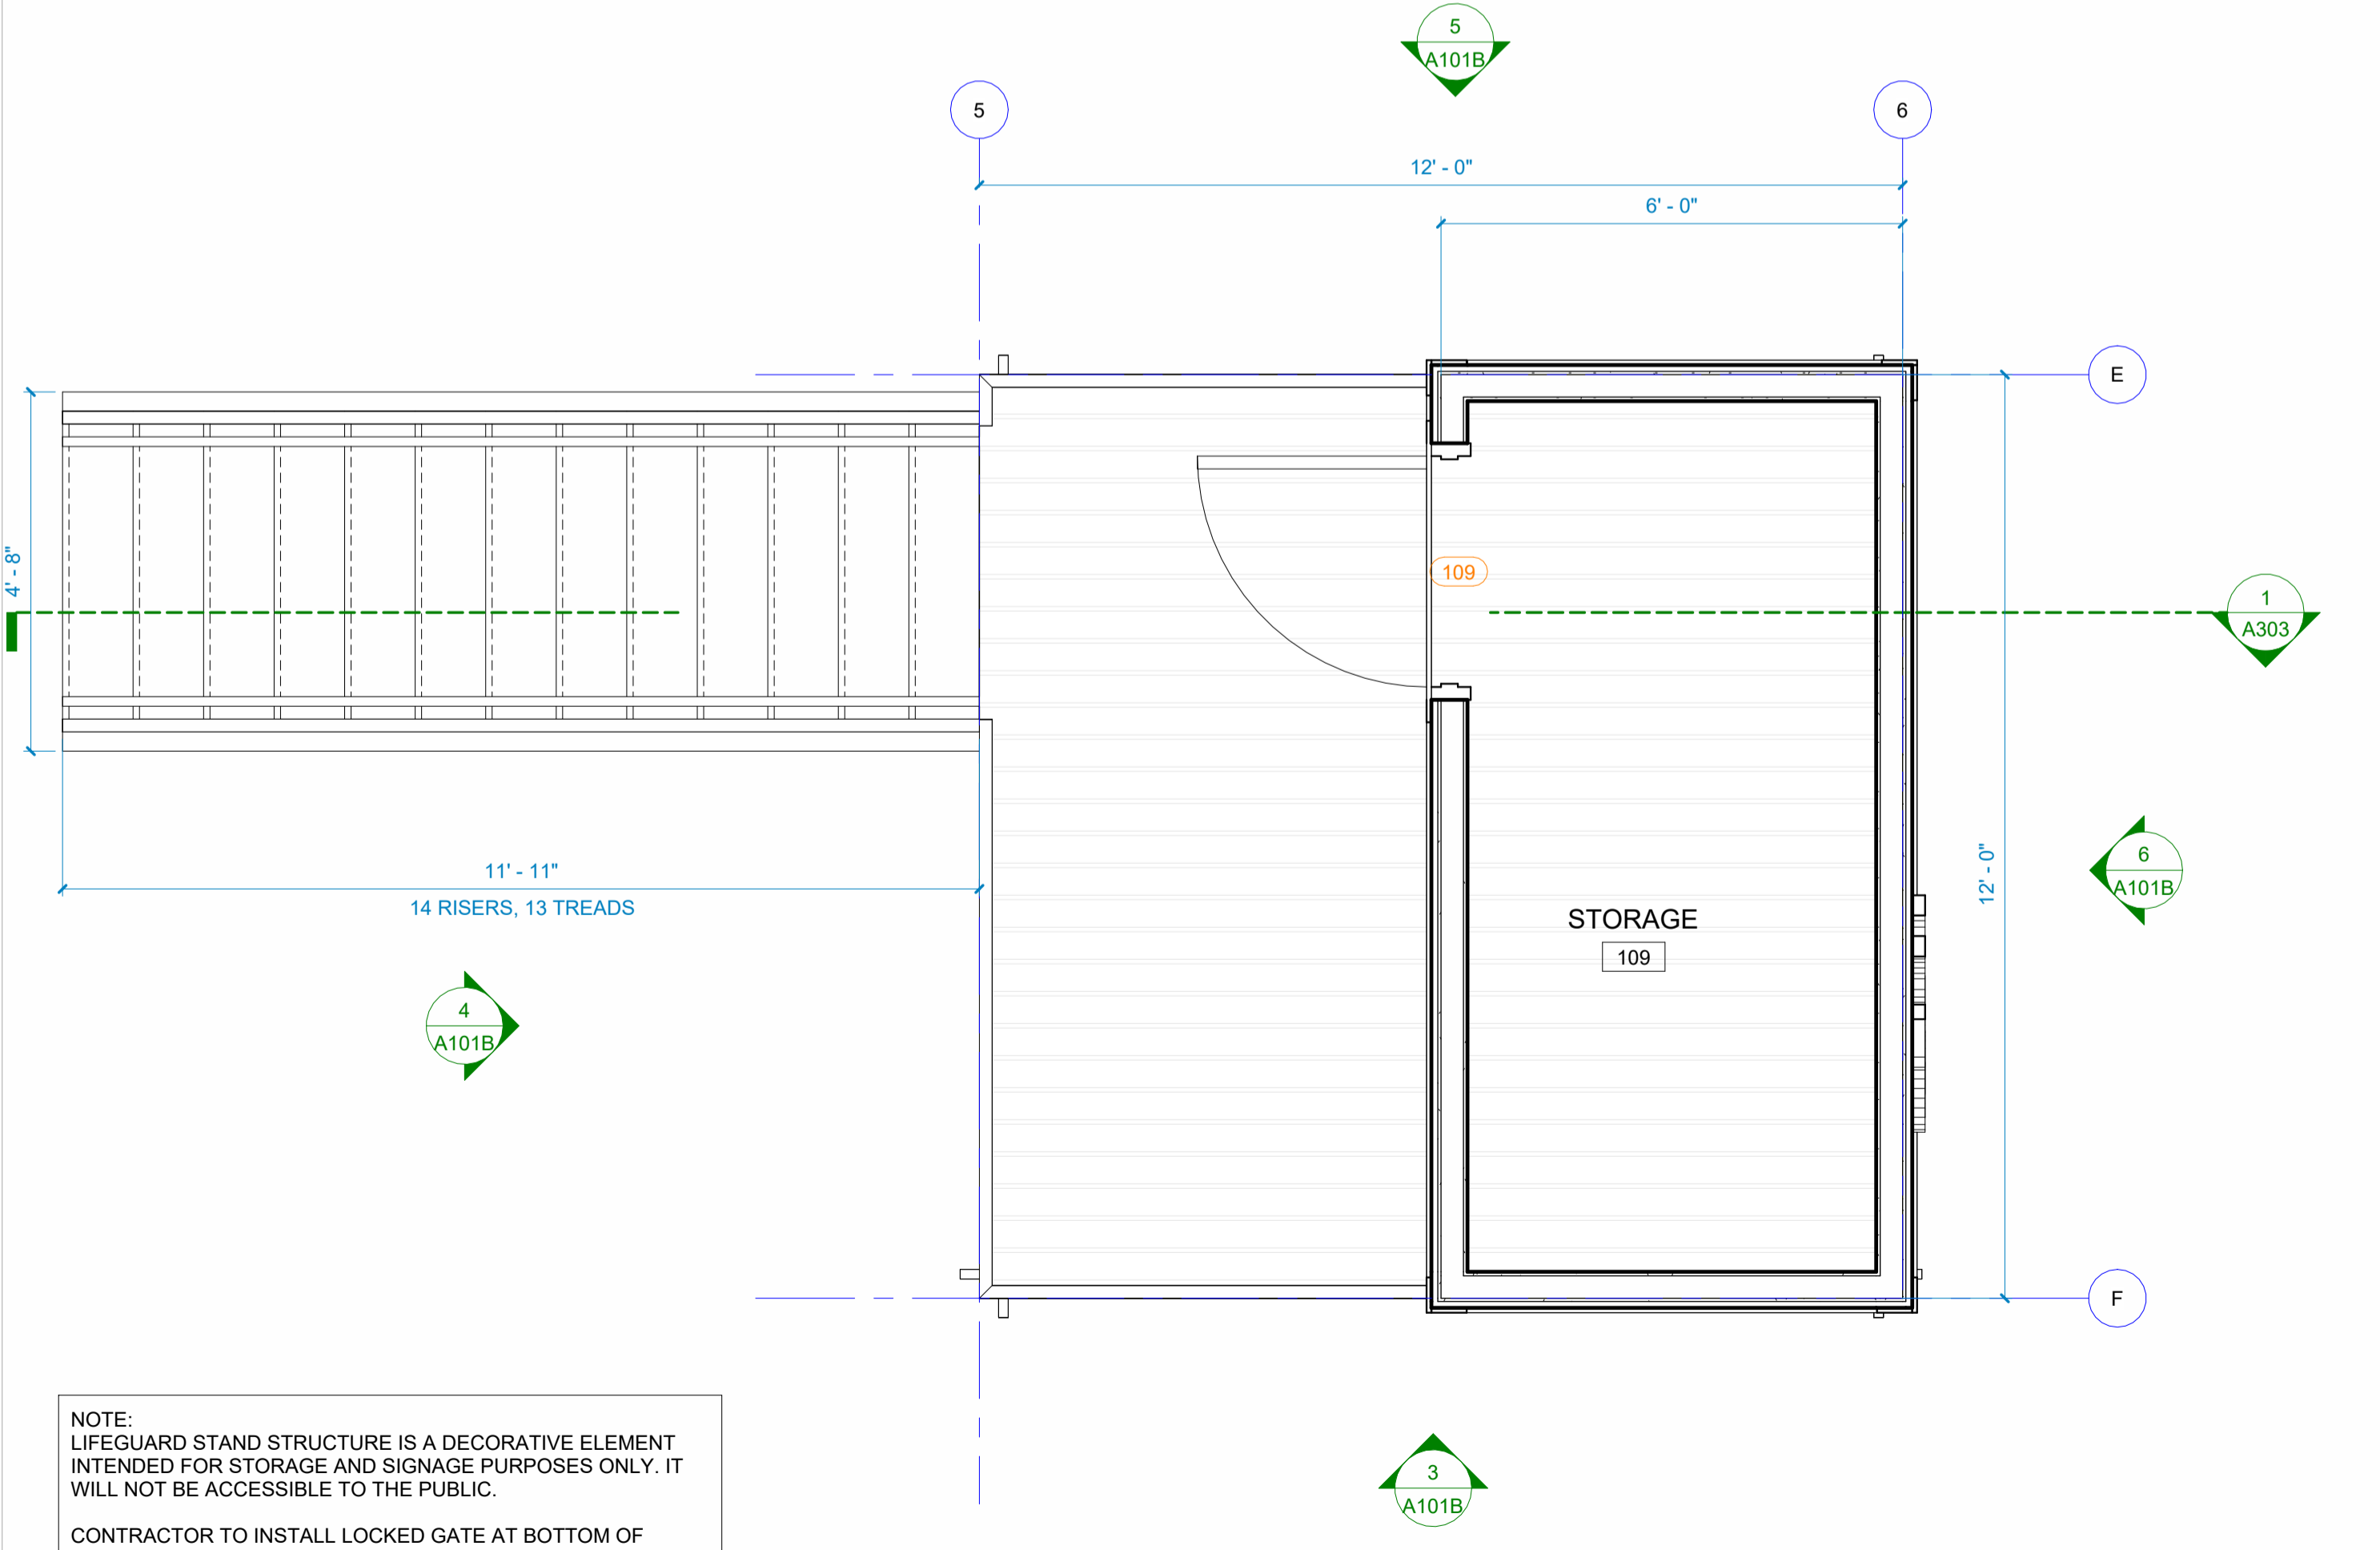 5
A101B
5
6
12' - 0"
6' - 0"
E
4' - 8"
109
1
A303
11' - 11"
14 RISERS, 13 TREADS
12' - 0"
6
A101B
STORAGE
109
4
A101B
F
NOTE:
LIFEGUARD STAND STRUCTURE IS A DECORATIVE ELEMENT
INTENDED FOR STORAGE AND SIGNAGE PURPOSES ONLY. IT
WILL NOT BE ACCESSIBLE TO THE PUBLIC.
CONTRACTOR TO INSTALL LOCKED GATE AT BOTTOM OF
3
A101B